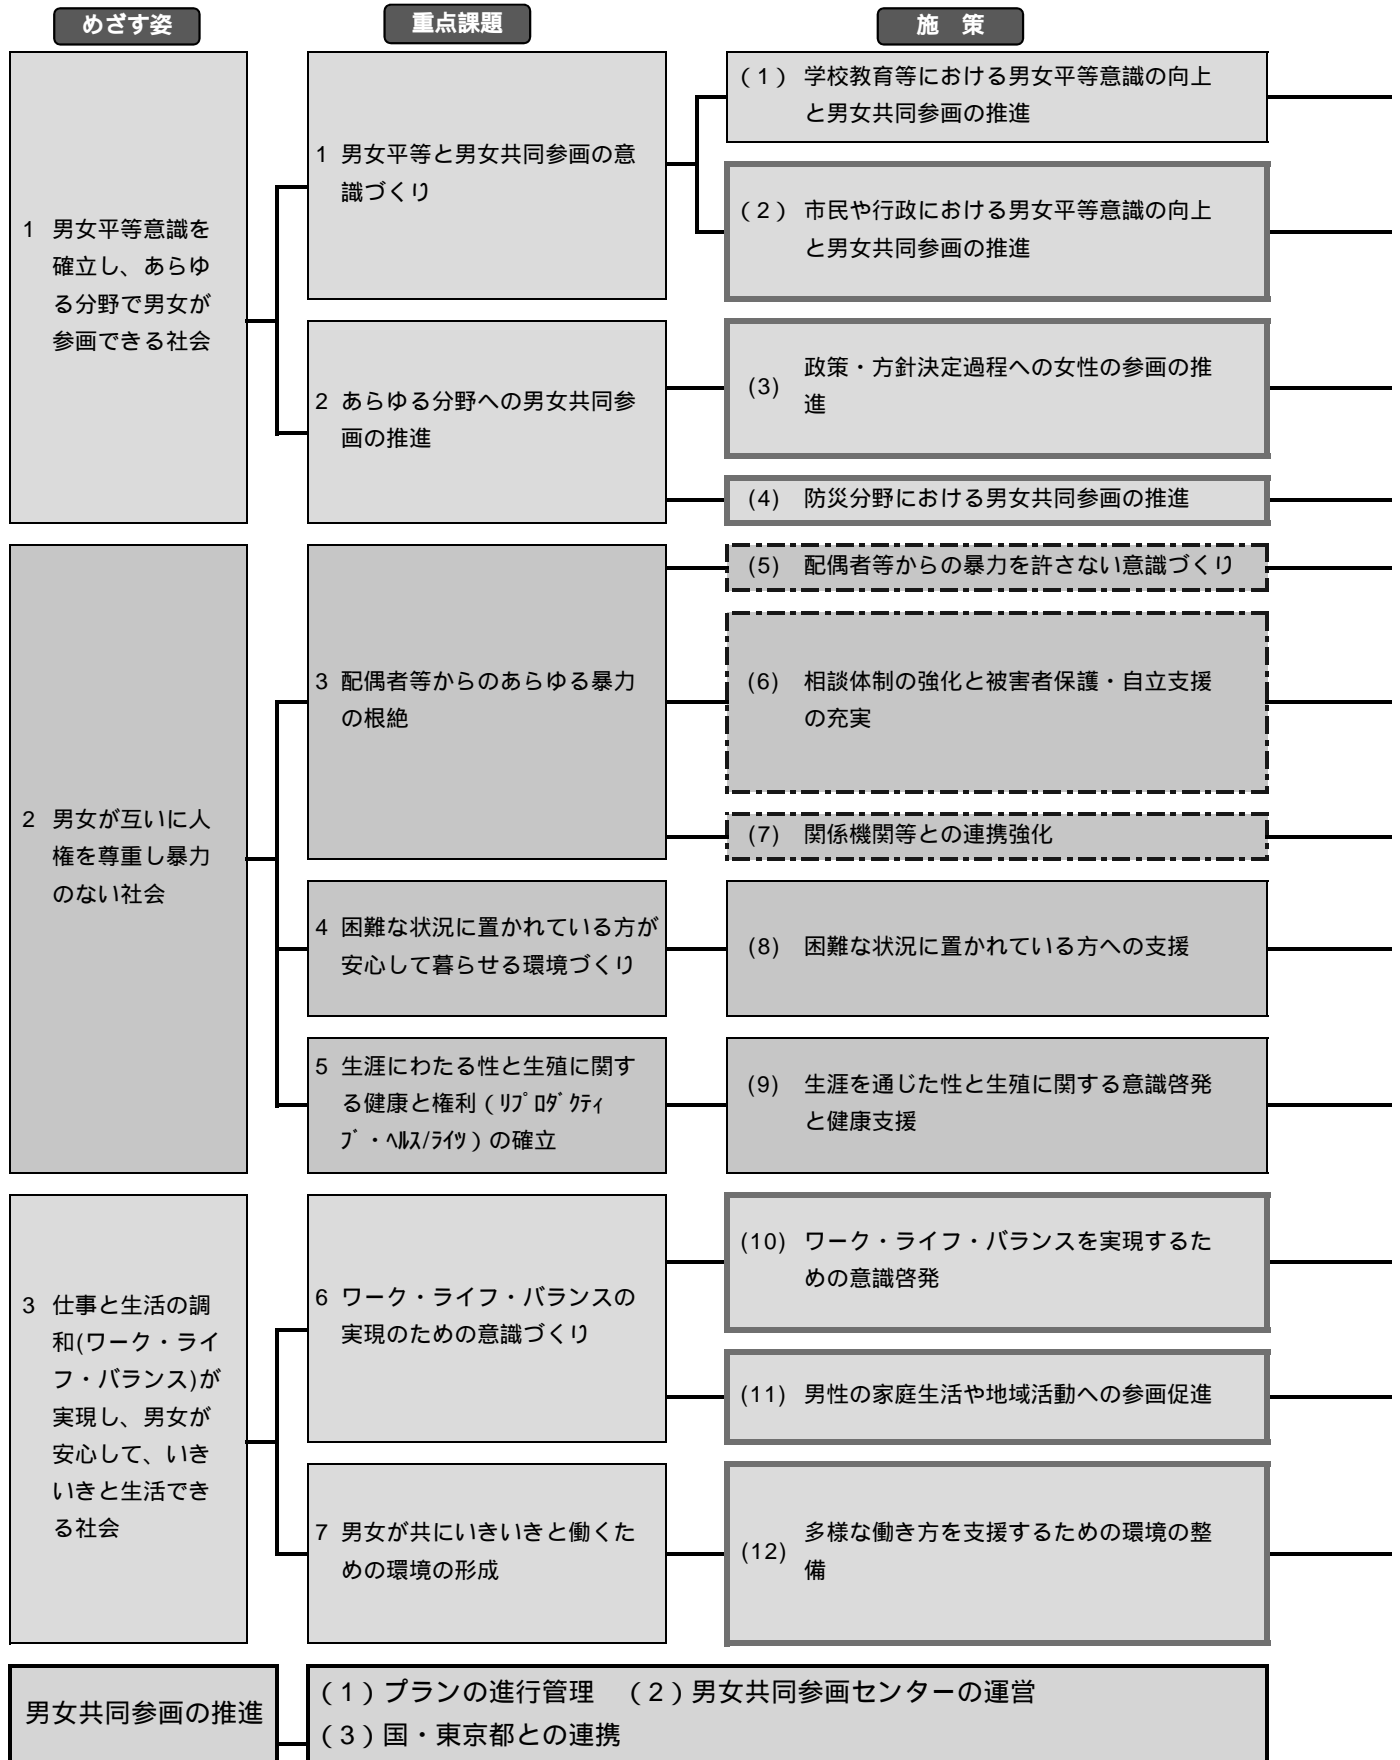 めざす姿
重点課題
施　策
1 男女平等意識を
確立し、あらゆ
る分野で男女が
参画できる社会
1 男女平等と男女共同参画の意
識づくり
（1） 学校教育等における男女平等意識の向上
と男女共同参画の推進
（2） 市民や行政における男女平等意識の向上
と男女共同参画の推進
2 あらゆる分野への男女共同参
画の推進
(3) 政策・方針決定過程への女性の参画の推
進
(4) 防災分野における男女共同参画の推進
2 男女が互いに人
権を尊重し暴力
のない社会
3 配偶者等からのあらゆる暴力
の根絶
(5) 配偶者等からの暴力を許さない意識づくり
(6) 相談体制の強化と被害者保護・自立支援
の充実
(7) 関係機関等との連携強化
4 困難な状況に置かれている方が
安心して暮らせる環境づくり
(8) 困難な状況に置かれている方への支援
5 生涯にわたる性と生殖に関す
る健康と権利（ﾘﾌﾟﾛﾀﾞｸﾃｨ
ﾌﾞ・ﾍﾙｽ/ﾗｲﾂ）の確立
(9) 生涯を通じた性と生殖に関する意識啓発
と健康支援
3 仕事と生活の調
和(ワーク・ライ
フ・バランス)が
実現し、男女が
安心して、いき
いきと生活でき
る社会
6 ワーク・ライフ・バランスの
実現のための意識づくり
(10) ワーク・ライフ・バランスを実現するた
めの意識啓発
(11) 男性の家庭生活や地域活動への参画促進
7 男女が共にいきいきと働くた
めの環境の形成
(12) 多様な働き方を支援するための環境の整
備
男女共同参画の推進
（1）プランの進行管理　（2）男女共同参画センターの運営
（3）国・東京都との連携